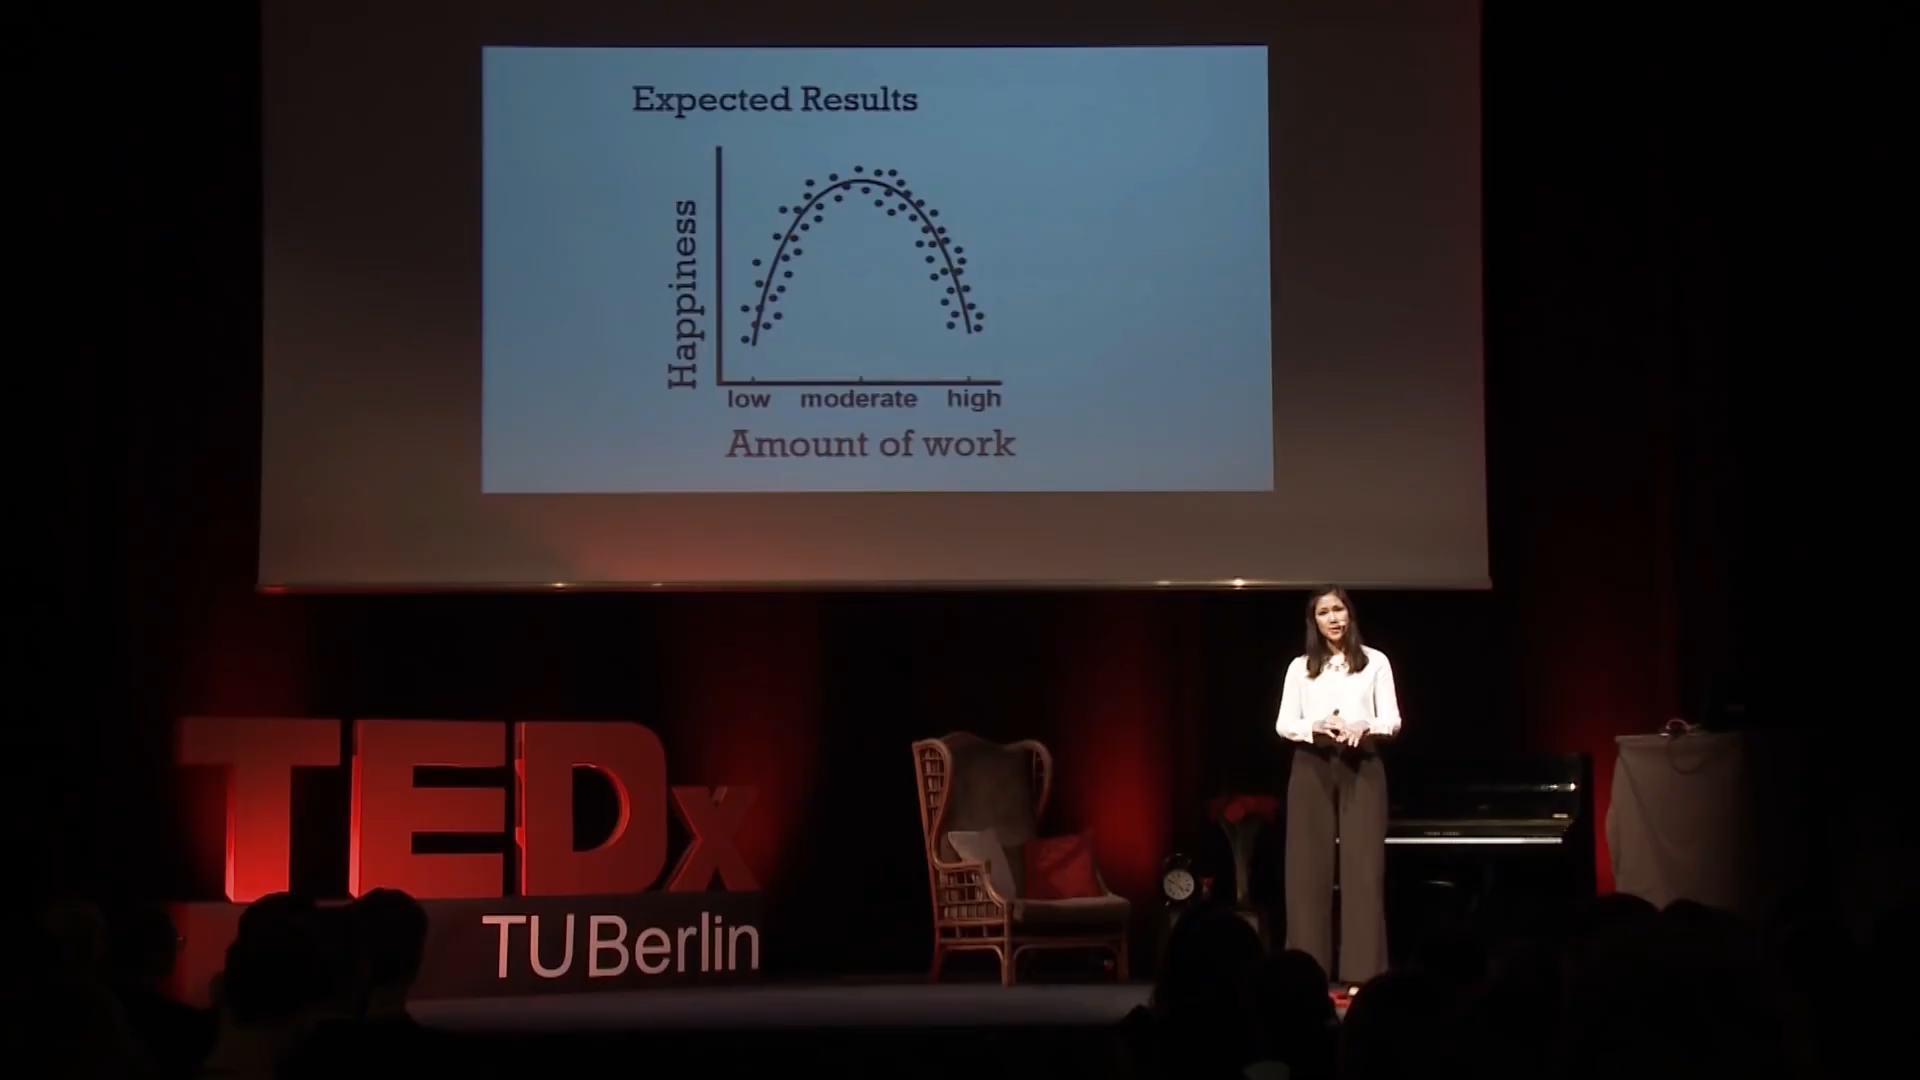 Expected Results
Happiness
low moderate high
Amount of work
TEDx
TU Berlin